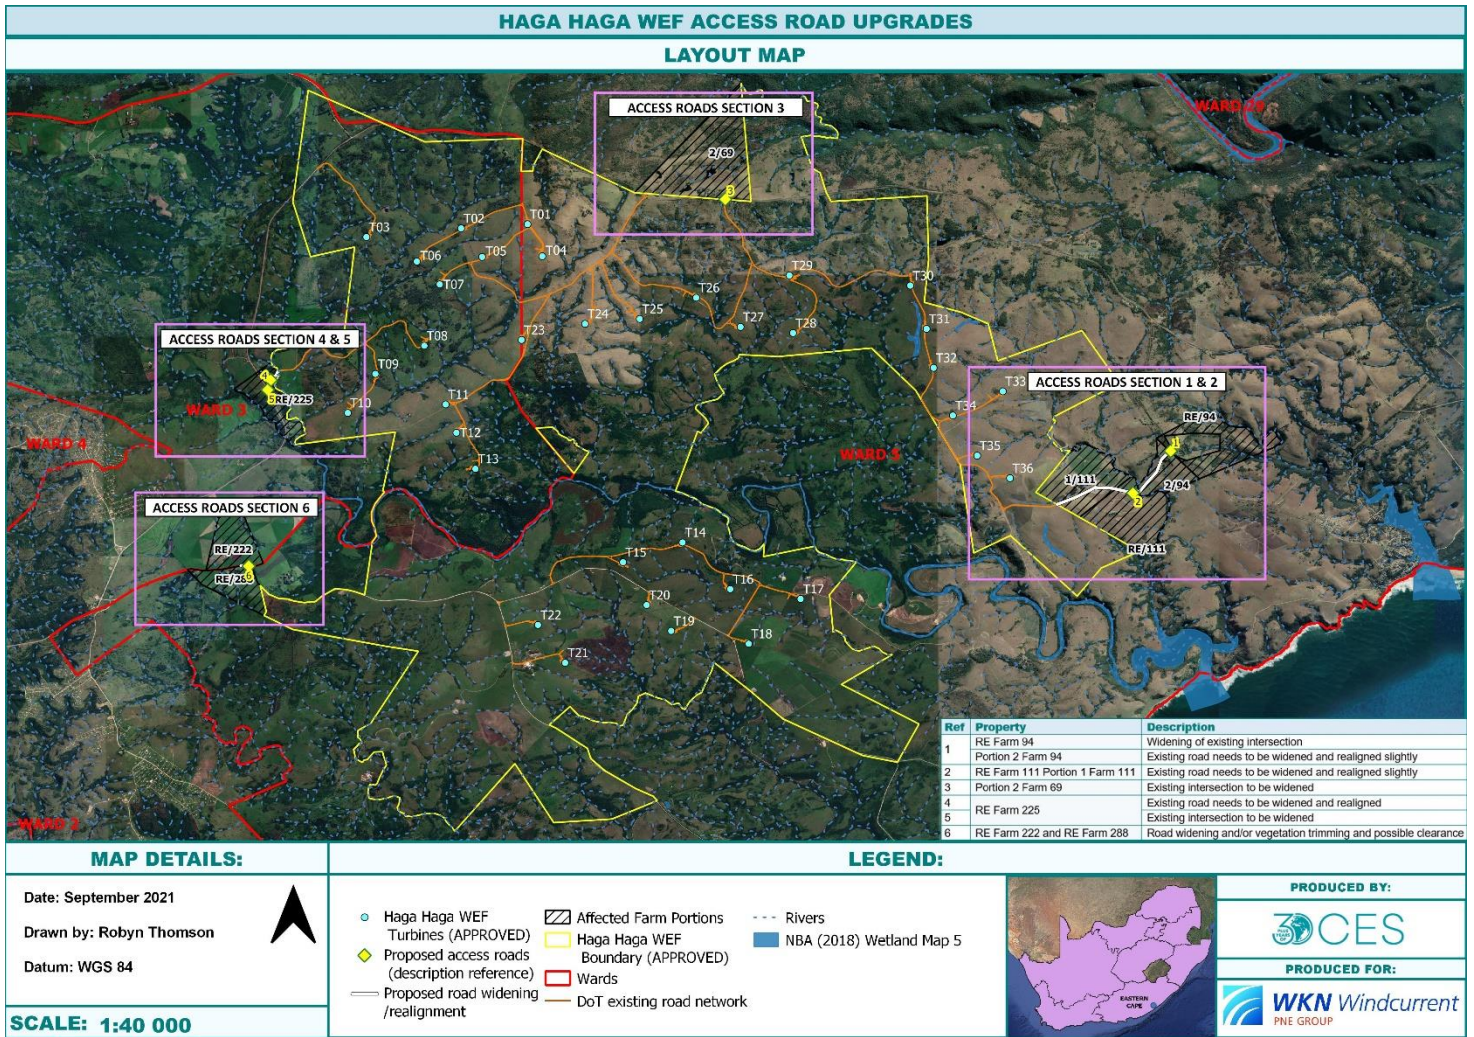 HAGA HAGA WEF ACCESS ROAD UPGRADES
LAYOUT MAP
ACCESS ROADS SECTION 3
WARD 20
2/69
3
T03
T02
T01
T06
T05
T04
T07
T29
T30
T26
T25
T24
T27
T28
T31
T23
T08
T32
ACCESS ROADS SECTION 4 & 5
4
5
RE/225
WARD 3
T09
T10
T11
T12
T13
ACCESS ROADS SECTION 1 & 2
T33
T34
T35
T36
RE/94
1
2/94
1/111
2
RE/111
WARD 4
WARD 5
ACCESS ROADS SECTION 6
RE/222
RE/288
6
T14
T15
T16
T17
T20
T19
T18
T22
T21
WARD 2
Ref Property Description
1 RE Farm 94 Widening of existing intersection
Portion 2 Farm 94 Existing road needs to be widened and realigned slightly
2 RE Farm 111 Portion 1 Farm 111 Existing road needs to be widened and realigned slightly
3 Portion 2 Farm 69 Existing intersection to be widened
4 RE Farm 225 Existing road needs to be widened and realigned
5 Existing intersection to be widened
6 RE Farm 222 and RE Farm 288 Road widening and/or vegetation trimming and possible clearance
MAP DETAILS:
Date: September 2021
Drawn by: Robyn Thomson
Datum: WGS 84
SCALE: 1:40 000
LEGEND:
Haga Haga WEF
Turbines (APPROVED)
Proposed access roads
(description reference)
Proposed road widening
/realignment
Affected Farm Portions
Haga Haga WEF
Boundary (APPROVED)
Wards
DoT existing road network
Rivers
NBA (2018) Wetland Map 5
EASTERN
CAPE
PRODUCED BY:
30 CES
PRODUCED FOR:
WKN Windcurrent
PNE GROUP